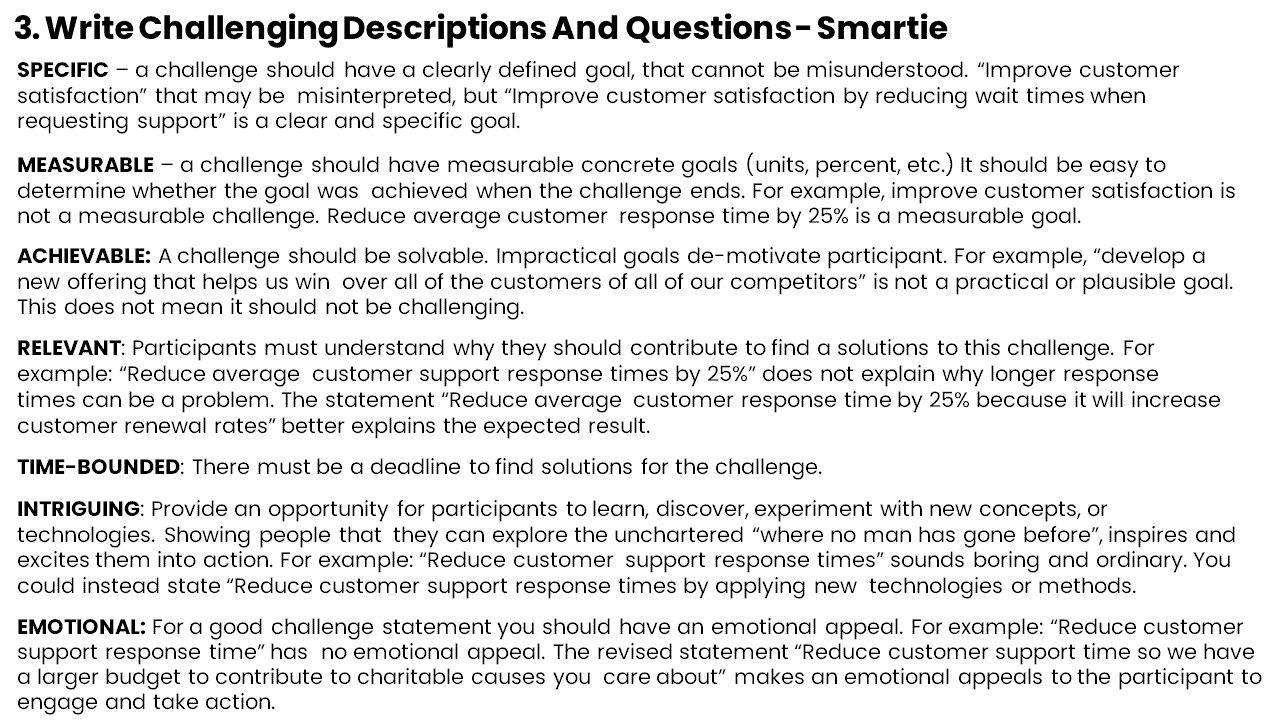 3. Write Challenging Descriptions And Questions - Smartie
SPECIFIC – a challenge should have a clearly defined goal, that cannot be misunderstood. “Improve customer
satisfaction” that may be misinterpreted, but “Improve customer satisfaction by reducing wait times when
requesting support” is a clear and specific goal.
MEASURABLE – a challenge should have measurable concrete goals (units, percent, etc.) It should be easy to
determine whether the goal was achieved when the challenge ends. For example, improve customer satisfaction is
not a measurable challenge. Reduce average customer response time by 25% is a measurable goal.
ACHIEVABLE: A challenge should be solvable. Impractical goals de-motivate participant. For example, “develop a
new offering that helps us win over all of the customers of all of our competitors” is not a practical or plausible goal.
This does not mean it should not be challenging.
RELEVANT: Participants must understand why they should contribute to find a solutions to this challenge. For
example: “Reduce average customer support response times by 25%” does not explain why longer response
times can be a problem. The statement “Reduce average customer response time by 25% because it will increase
customer renewal rates” better explains the expected result.
TIME-BOUNDED: There must be a deadline to find solutions for the challenge.
INTRIGUING: Provide an opportunity for participants to learn, discover, experiment with new concepts, or
technologies. Showing people that they can explore the unchartered “where no man has gone before”, inspires and
excites them into action. For example: “Reduce customer support response times” sounds boring and ordinary. You
could instead state “Reduce customer support response times by applying new technologies or methods.
EMOTIONAL: For a good challenge statement you should have an emotional appeal. For example: “Reduce customer
support response time” has no emotional appeal. The revised statement “Reduce customer support time so we have
a larger budget to contribute to charitable causes you care about” makes an emotional appeals to the participant to
engage and take action.